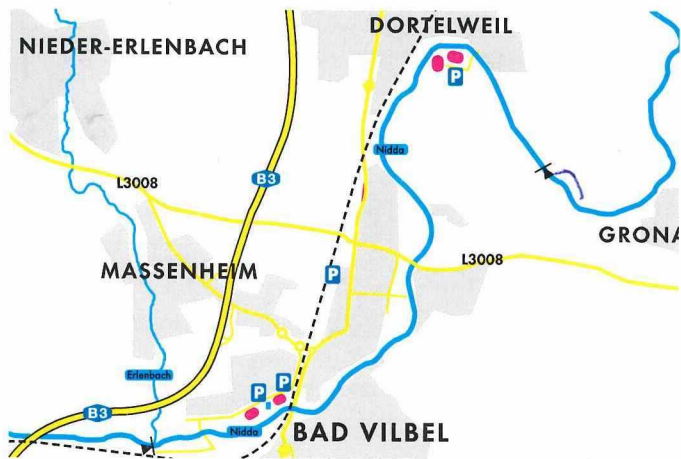 DORTELWEIL
NIEDER-ERLENBACH
P
Nidda
B3
L3008
GRONA
MASSENHEIM
L3008
P
Erlenbach
P
P
B3
Nidda
BAD VILBEL